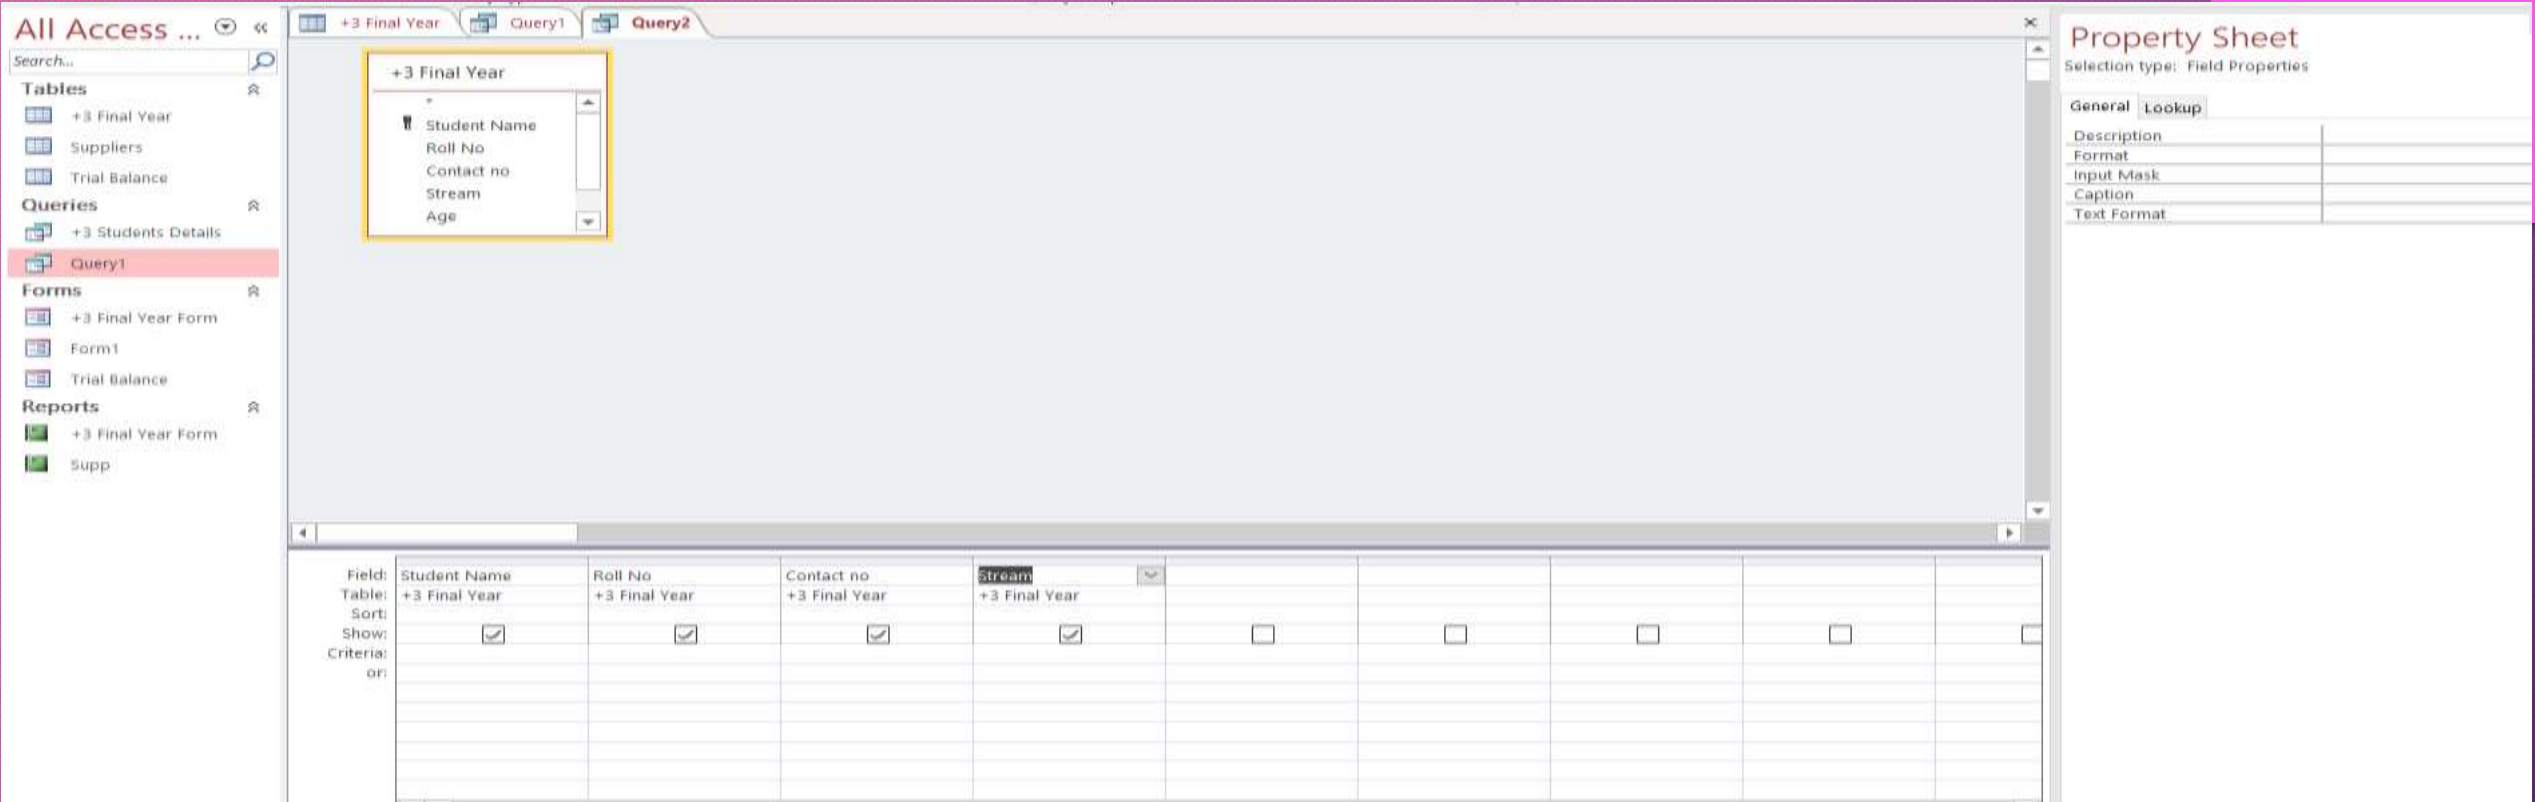 All Access ...
Search...
Tables
+3 Final Year
Suppliers
Trial Balance
Queries
+3 Students Details
Query1
Forms
+3 Final Year Form
Form1
Trial Balance
Reports
+3 Final Year Form
Supp
+3 Final Year Query1 Query2
+3 Final Year
*
Student Name
Roll No
Contact no
Stream
Age
Field: Student Name Roll No Contact no Stream
Table: +3 Final Year +3 Final Year +3 Final Year +3 Final Year
Sort:
Show:
Criteria:
or:
Property Sheet
Selection type: Field Properties
General Lookup
Description
Format
Input Mask
Caption
Text Format